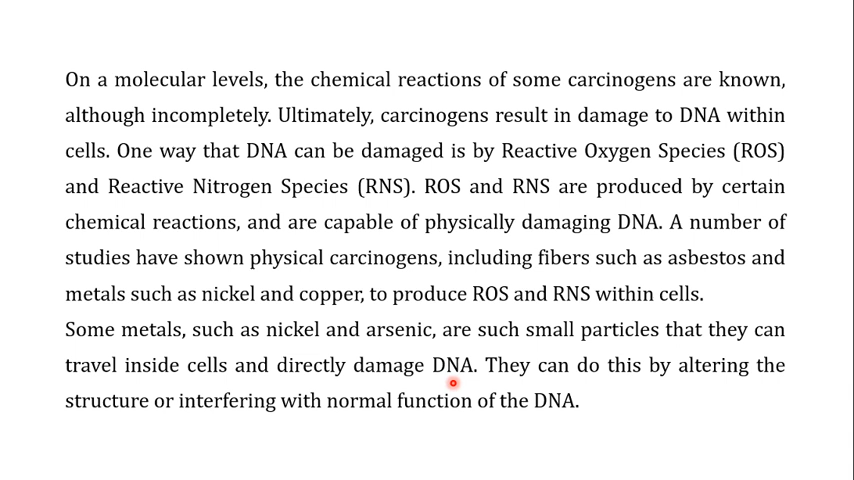 On a molecular levels, the chemical reactions of some carcinogens are known,
although incompletely. Ultimately, carcinogens result in damage to DNA within
cells. One way that DNA can be damaged is by Reactive Oxygen Species (ROS)
and Reactive Nitrogen Species (RNS). ROS and RNS are produced by certain
chemical reactions, and are capable of physically damaging DNA. A number of
studies have shown physical carcinogens, including fibers such as asbestos and
metals such as nickel and copper, to produce ROS and RNS within cells.
Some metals, such as nickel and arsenic, are such small particles that they can
travel inside cells and directly damage DNA. They can do this by altering the
structure or interfering with normal function of the DNA.